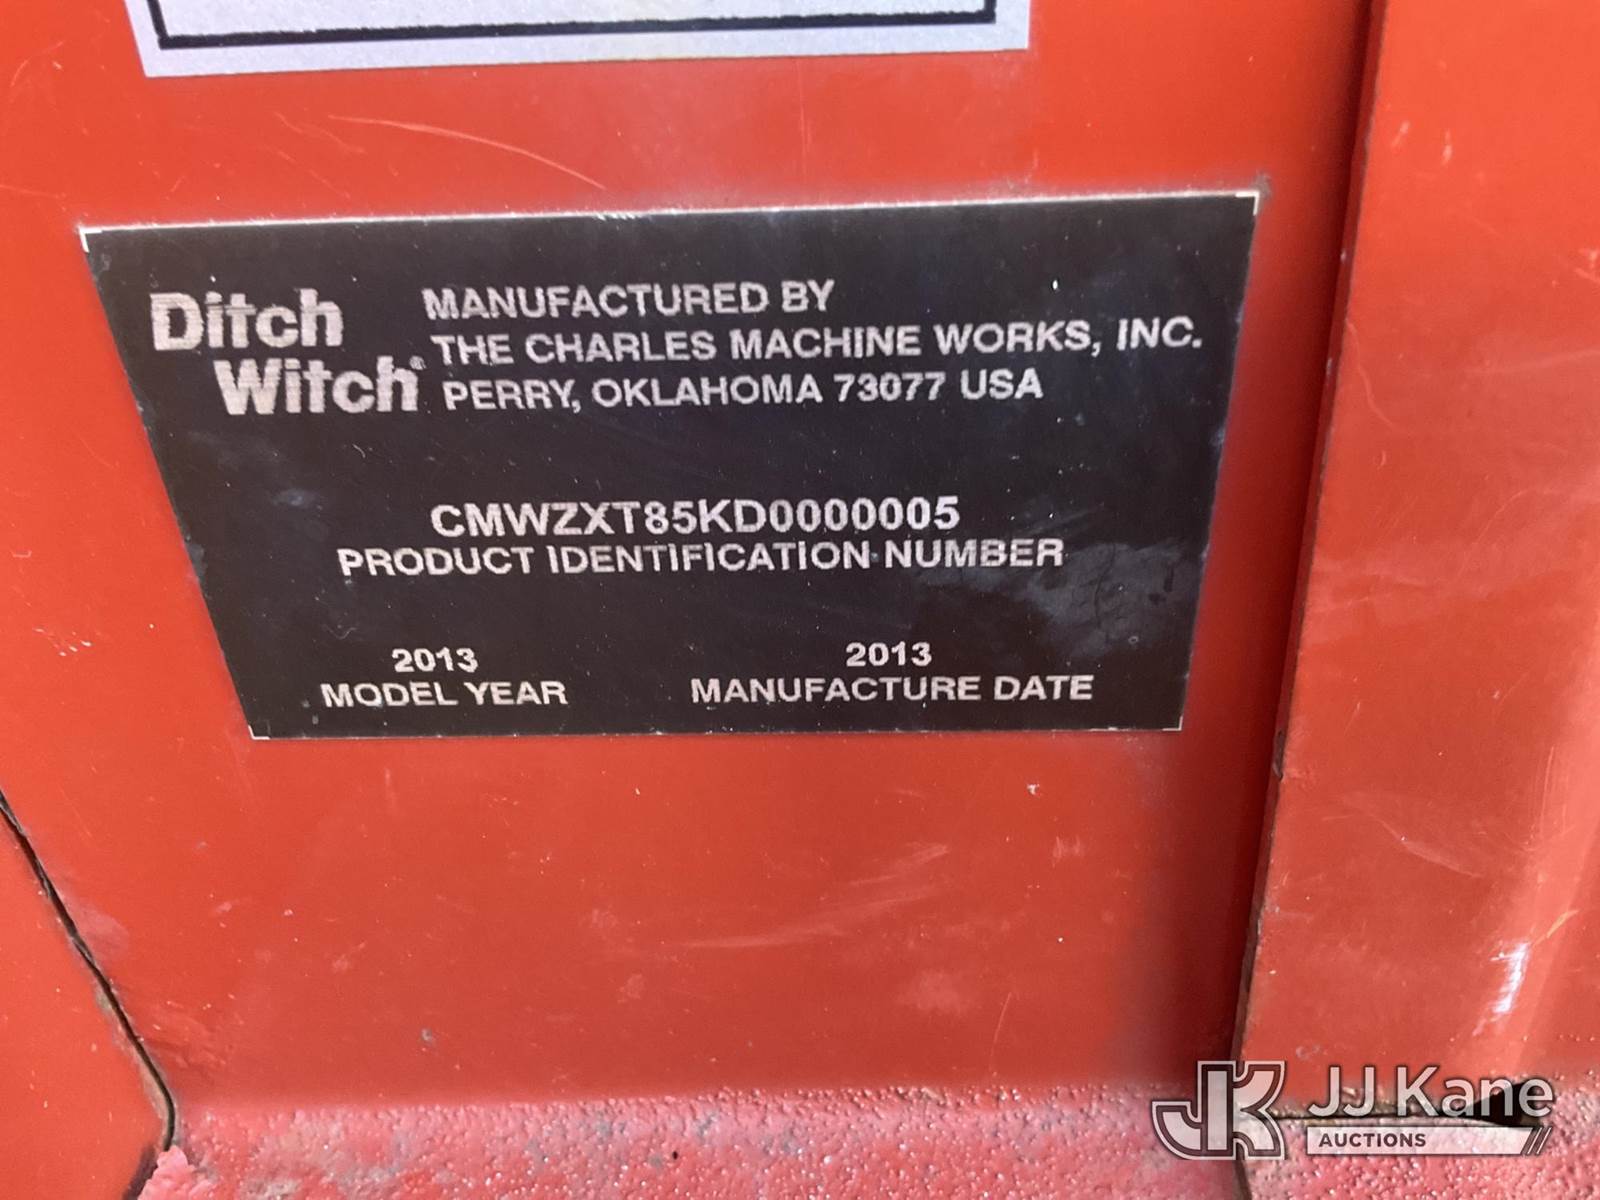 Ditch
Witch®
MANUFACTURED BY
THE CHARLES MACHINE WORKS, INC.
PERRY, OKLAHOMA 73077 USA
CMWZXT85KD0000005
PRODUCT IDENTIFICATION NUMBER
2013
MODEL YEAR
2013
MANUFACTURE DATE
JK JJ Kane
AUCTIONS